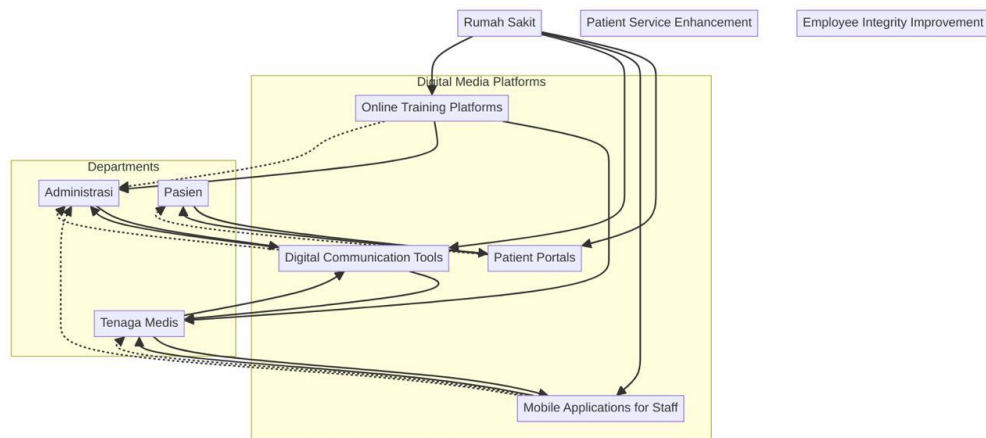 Rumah Sakit
Patient Service Enhancement
Employee Integrity Improvement
Digital Media Platforms
Online Training Platforms
Departments
Administrasi
Pasien
Digital Communication Tools
Patient Portals
Tenaga Medis
Mobile Applications for Staff